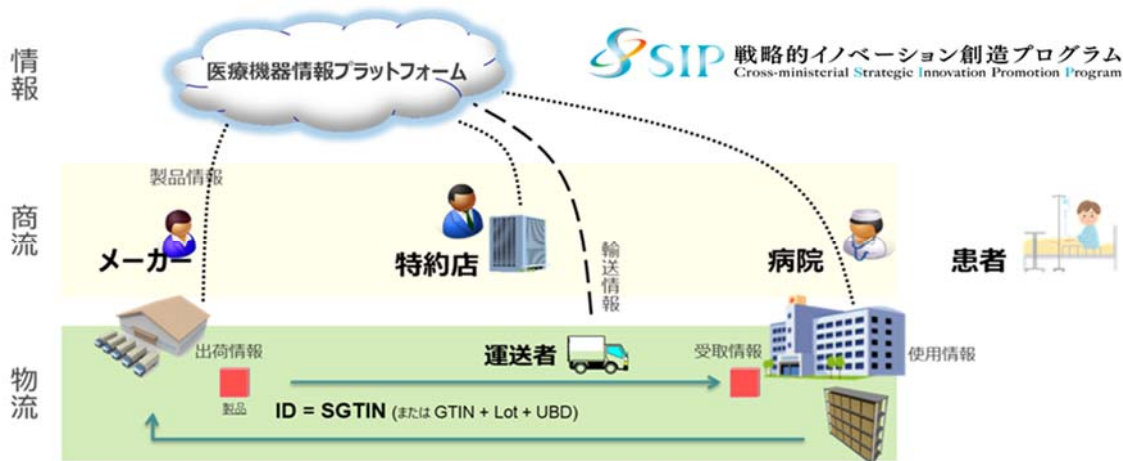 情報
医療機器情報プラットフォーム
SIP 戦略的イノベーション創造プログラム
Cross-ministerial Strategic Innovation Promotion Program
製品情報
商流
メーカー
特約店
輸送情報
病院
患者
物流
出荷情報
運送者
受取情報
使用情報
製品
ID = SGTIN (または GTIN + Lot + UBD)